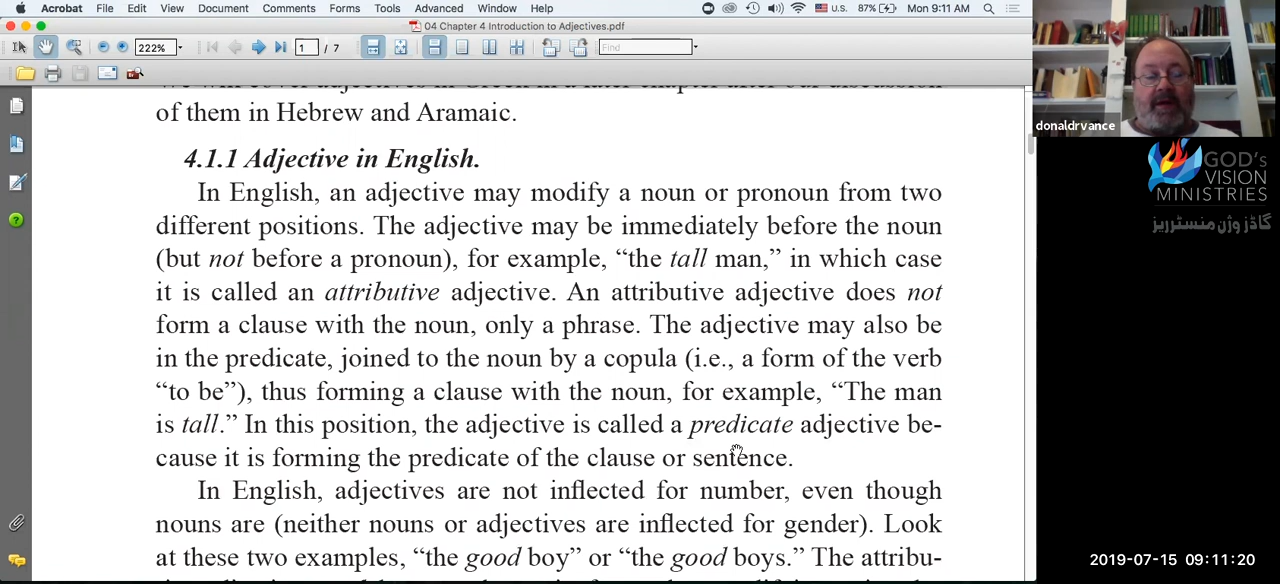 Acrobat File Edit View Document Comments Forms Tools Advanced Window Help U.S. 87% Mon 9:11 AM
04 Chapter 4 Introduction to Adjectives.pdf
222% 1 / 7 Find
of them in Hebrew and Aramaic.
4.1.1 Adjective in English.
In English, an adjective may modify a noun or pronoun from two
different positions. The adjective may be immediately before the noun
(but not before a pronoun), for example, “the tall man,” in which case
it is called an attributive adjective. An attributive adjective does not
form a clause with the noun, only a phrase. The adjective may also be
in the predicate, joined to the noun by a copula (i.e., a form of the verb
“to be”), thus forming a clause with the noun, for example, “The man
is tall.” In this position, the adjective is called a predicate adjective be-
cause it is forming the predicate of the clause or sentence.
In English, adjectives are not inflected for number, even though
nouns are (neither nouns or adjectives are inflected for gender). Look
at these two examples, “the good boy” or “the good boys.” The attribu-
donaldrvance
GOD's
VISION
MINISTRIES
گاڈز وژن منسٹریز
2019-07-15 09:11:20